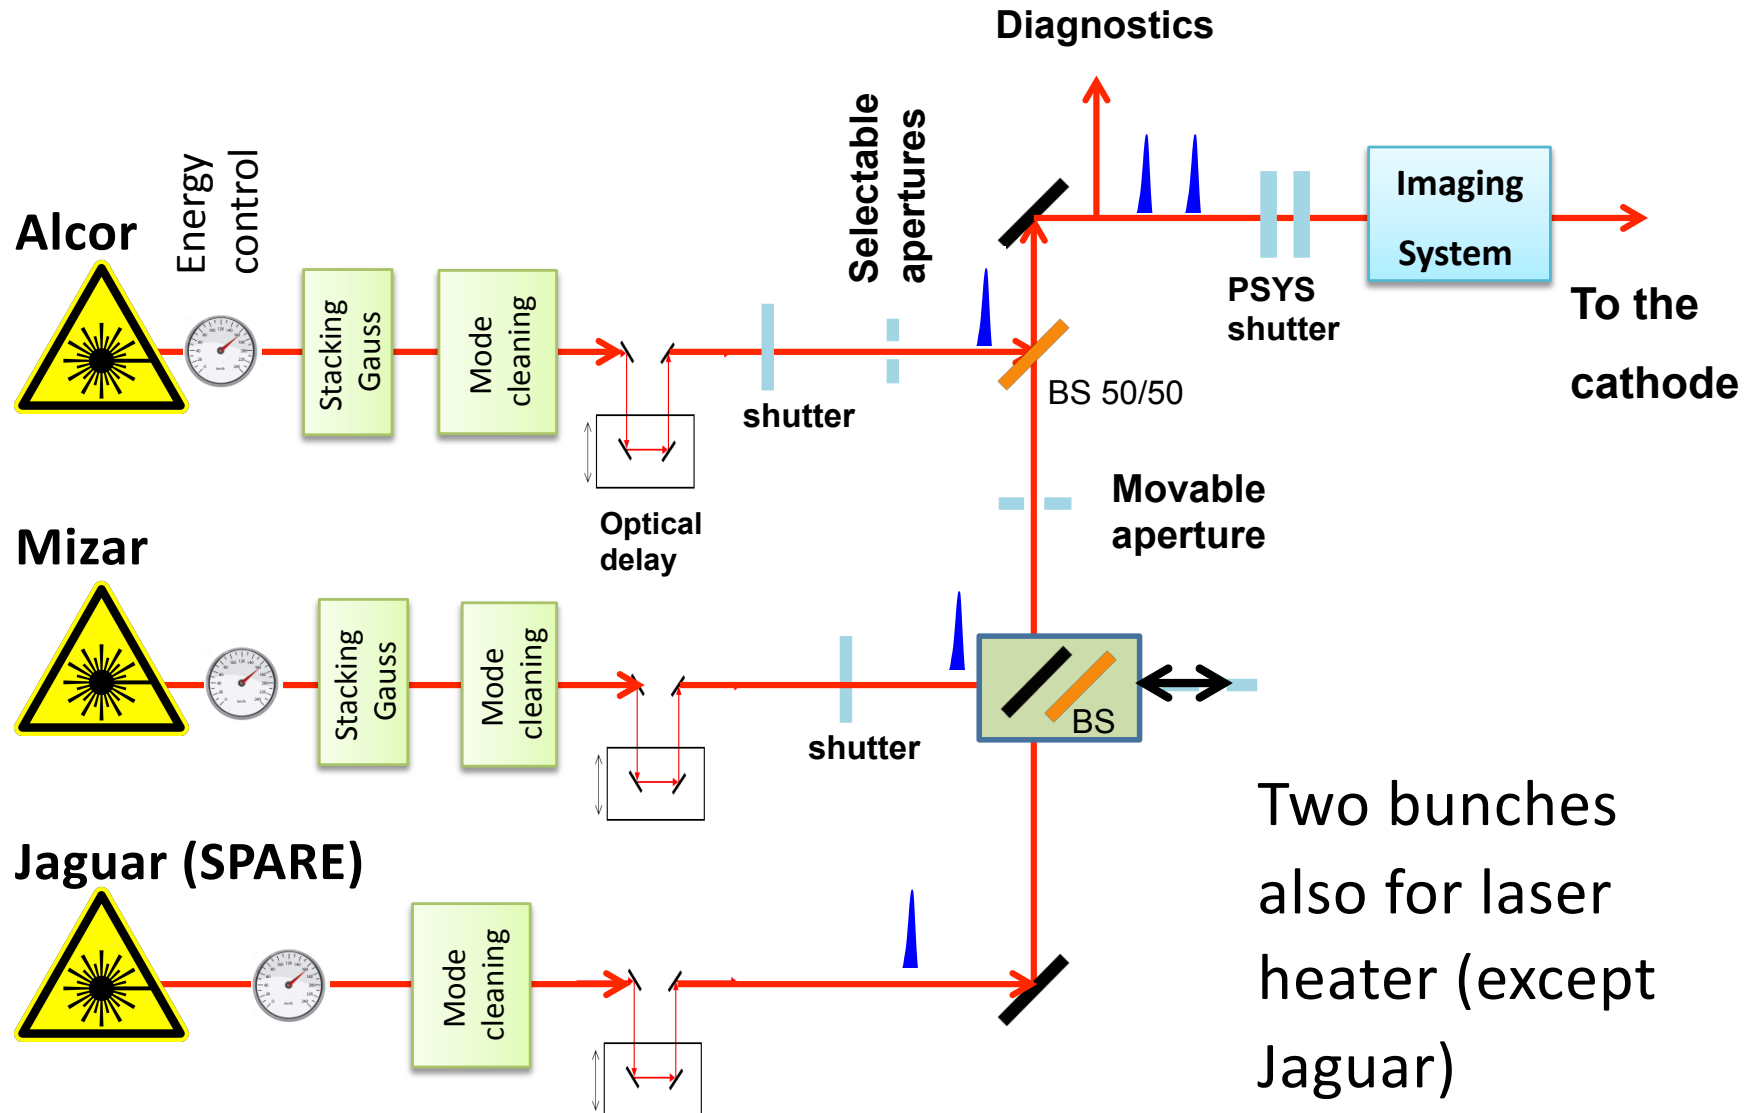 Diagnostics
Selectable
apertures
Energy
control
Alcor
Imaging
System
Stacking
Gauss
Mode
cleaning
PSYS
shutter
To the
cathode
shutter
BS 50/50
Optical
delay
Movable
aperture
Mizar
Stacking
Gauss
Mode
cleaning
shutter
BS
Jaguar (SPARE)
Mode
cleaning
Two bunches
also for laser
heater (except
Jaguar)